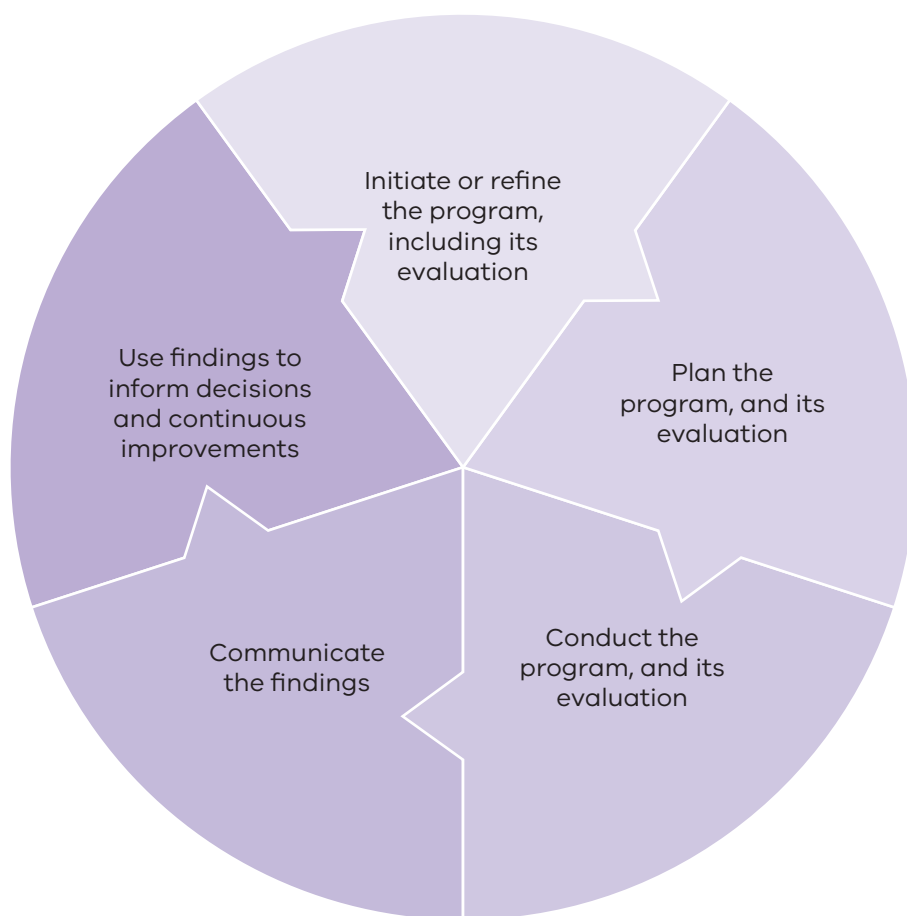 Initiate or refine
the program,
including its
evaluation
Plan the
program, and its
evaluation
Conduct the
program, and its
evaluation
Communicate
the findings
Use findings to
inform decisions
and continuous
improvements